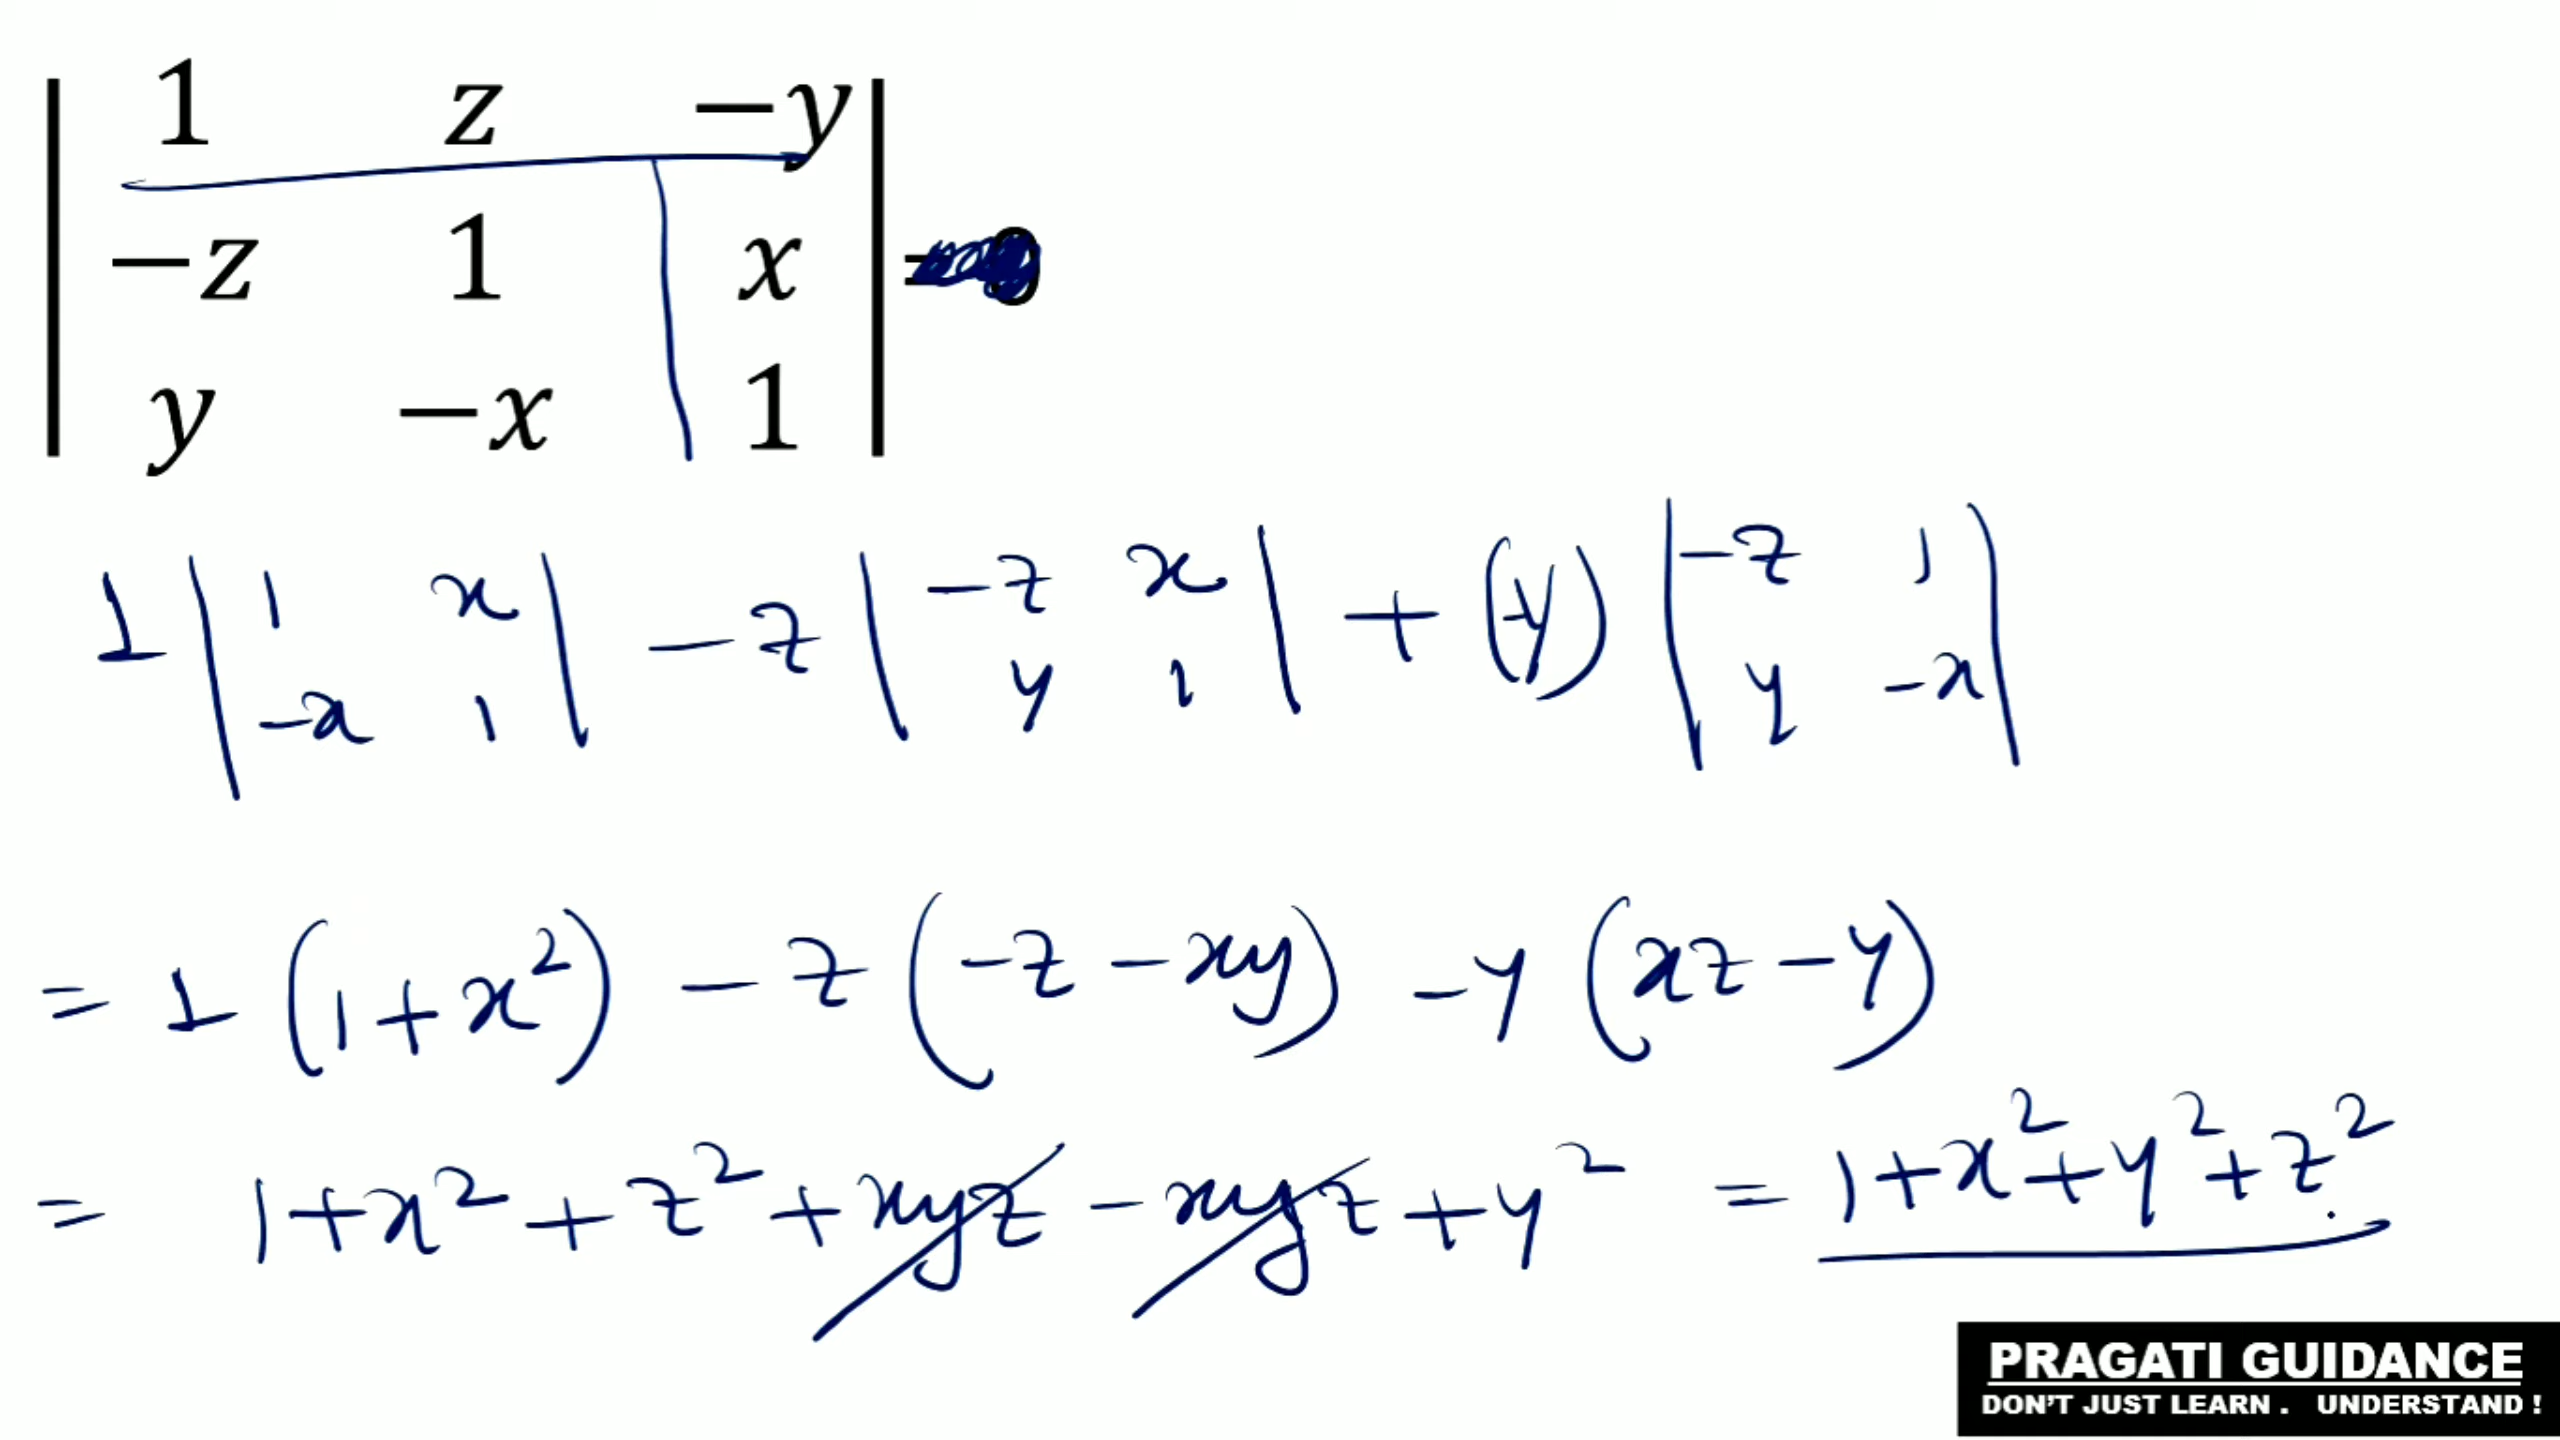 | 1 z −y |
| −z 1 x | =
| y −x 1 |
1 | 1 x | − z | −z x | + (−y) | −z 1 |
| −x 1 | | y 1 | | y −x |
= 1 (1 + x²) − z (−z − xy) − y (xz − y)
= 1 + x² + z² + xyz − xyz + y² = 1 + x² + y² + z²
PRAGATI GUIDANCE
DON'T JUST LEARN . UNDERSTAND !